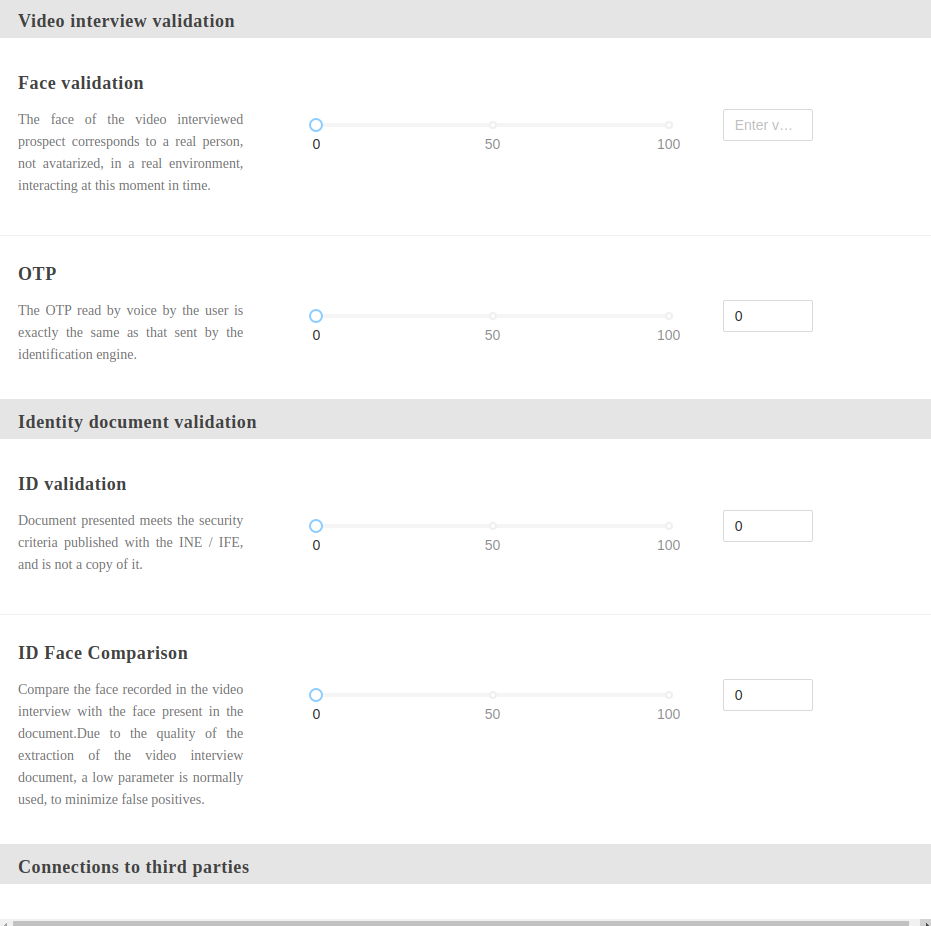 Video interview validation
Face validation
The face of the video interviewed
prospect corresponds to a real person,
not avatarized, in a real environment,
interacting at this moment in time.
0 50 100
Enter v...
OTP
The OTP read by voice by the user is
exactly the same as that sent by the
identification engine.
0 50 100
0
Identity document validation
ID validation
Document presented meets the security
criteria published with the INE / IFE,
and is not a copy of it.
0 50 100
0
ID Face Comparison
Compare the face recorded in the video
interview with the face present in the
document.Due to the quality of the
extraction of the video interview
document, a low parameter is normally
used, to minimize false positives.
0 50 100
0
Connections to third parties